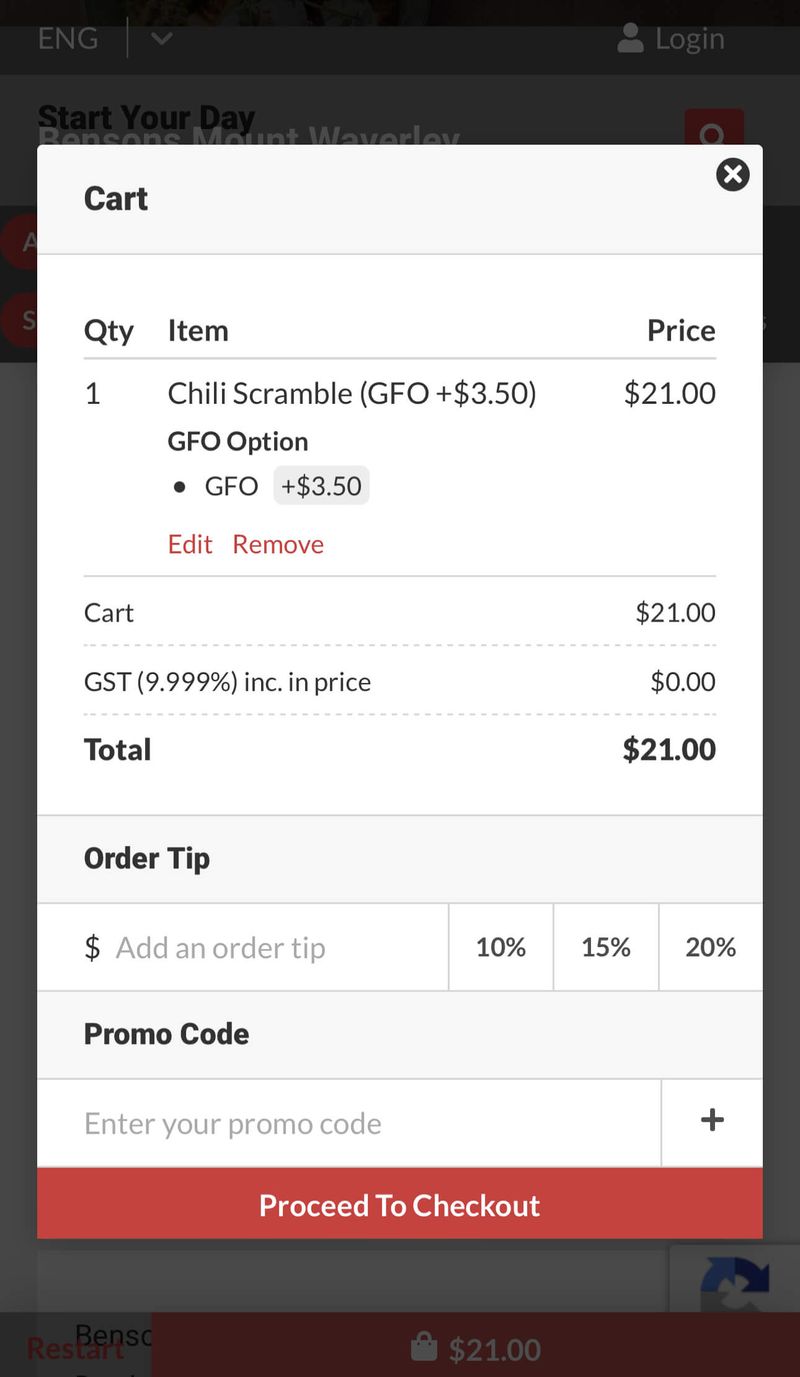 ENG
Login
Start Your Day
Bensons Mount Waverley
A
S
Cart
Qty Item Price
1 Chili Scramble (GFO +$3.50) $21.00
GFO Option
• GFO +$3.50
Edit Remove
Cart $21.00
GST (9.999%) inc. in price $0.00
Total $21.00
Order Tip
$ Add an order tip 10% 15% 20%
Promo Code
Enter your promo code +
Proceed To Checkout
Benso
Restart $21.00